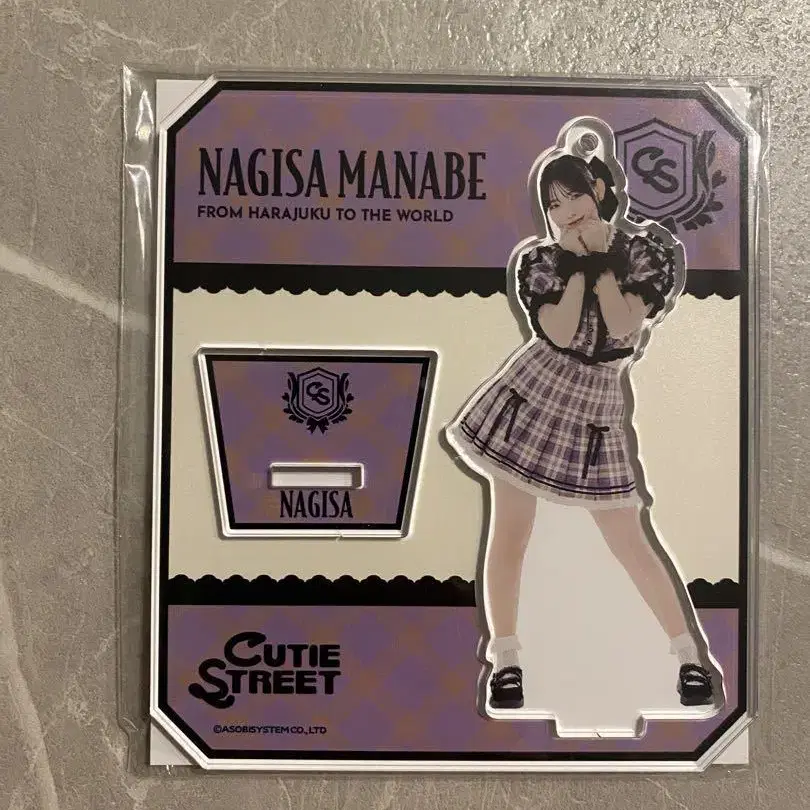 NAGISA MANABE
FROM HARAJUKU TO THE WORLD
CS
CS
NAGISA
CUTIE
STREET
©ASOBISYSTEM CO., LTD